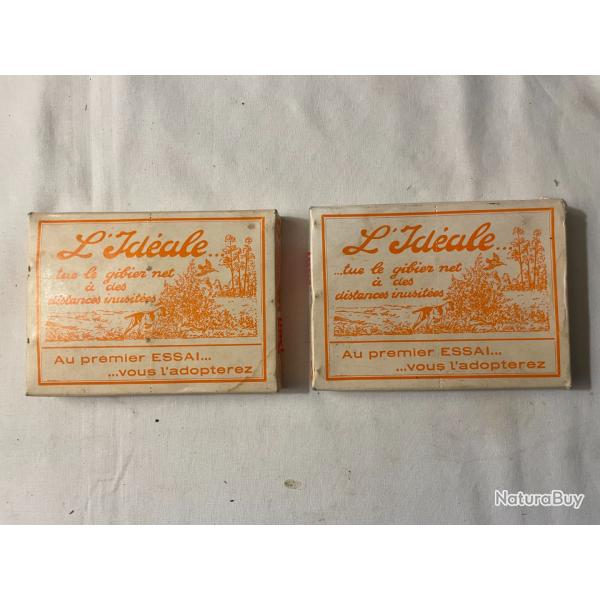 L'Idéale...
...tue le gibier net
à des
distances inusitées
Au premier ESSAI...
...vous l'adopterez
L'Idéale...
...tue le gibier net
à des
distances inusitées
Au premier ESSAI...
...vous l'adopterez
NaturaBuy